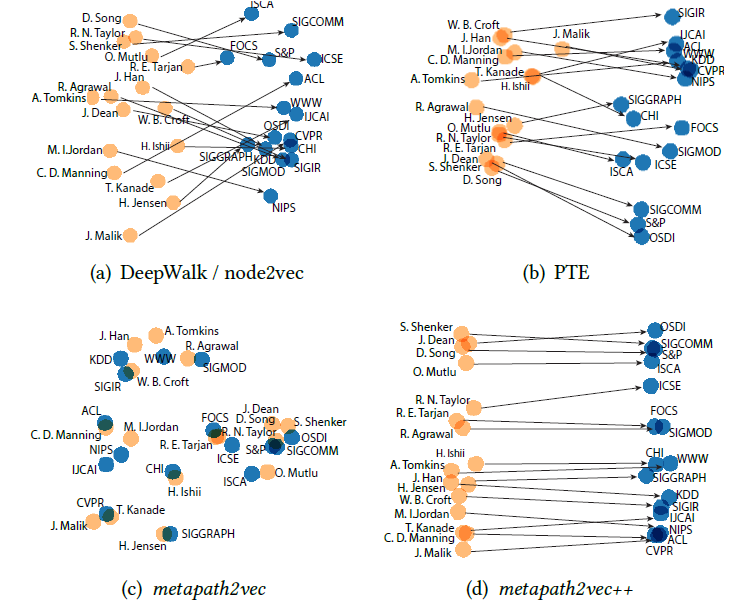 ISCA
D. Song
SIGCOMM
R. N. Taylor
S. Shenker
FOCS
S&P
O. Mutlu
ICSE
R. E. Tarjan
J. Han
ACL
R. Agrawal
A. Tomkins
WWW
J. Dean
IJCAI
W. B. Croft
OSDI
CVPR
H. Ishii
CHI
M. I.Jordan
SIGGRAPH
KDD
SIGIR
SIGMOD
C. D. Manning
T. Kanade
H. Jensen
NIPS
J. Malik
(a) DeepWalk / node2vec
SIGIR
W. B. Croft
J. Han
J. Malik
IJCAI
M. I.Jordan
ACL
WWW
C. D. Manning
KDD
T. Kanade
CVPR
A. Tomkins
H. Ishii
NIPS
R. Agrawal
SIGGRAPH
H. Jensen
CHI
O. Mutlu
FOCS
R. N. Taylor
R. E. Tarjan
SIGMOD
J. Dean
ISCA
ICSE
S. Shenker
D. Song
SIGCOMM
S&P
OSDI
(b) PTE
J. Han
A. Tomkins
KDD
WWW
R. Agrawal
SIGMOD
SIGIR
W. B. Croft
ACL
C. D. Manning
M. I.Jordan
FOCS
J. Dean
D. Song
S. Shenker
R. N. Taylor
OSDI
R. E. Tarjan
S&P
SIGCOMM
NIPS
ICSE
IJCAI
CHI
ISCA
O. Mutlu
H. Ishii
CVPR
T. Kanade
J. Malik
H. Jensen
SIGGRAPH
(c) metapath2vec
S. Shenker
OSDI
J. Dean
SIGCOMM
D. Song
S&P
O. Mutlu
ISCA
ICSE
R. N. Taylor
R. E. Tarjan
FOCS
R. Agrawal
SIGMOD
H. Ishii
CHI
WWW
A. Tomkins
J. Han
SIGGRAPH
H. Jensen
KDD
W. B. Croft
SIGIR
M. I.Jordan
IJCAI
T. Kanade
NIPS
C. D. Manning
ACL
J. Malik
CVPR
(d) metapath2vec++